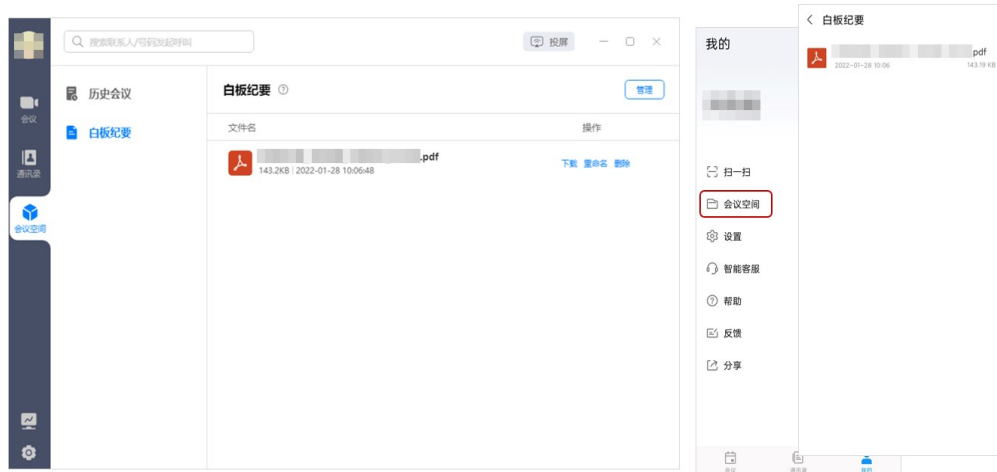 搜索联系人/号码发起呼叫
投屏
会议
通讯录
会议空间
历史会议
白板纪要
白板纪要
管理
文件名
操作
.pdf
143.2KB | 2022-01-28 10:06:48
下载 重命名 删除
我的
扫一扫
会议空间
设置
智能客服
帮助
反馈
分享
会议
通讯录
我的
白板纪要
pdf
2022-01-28 10:06
143.19 KB